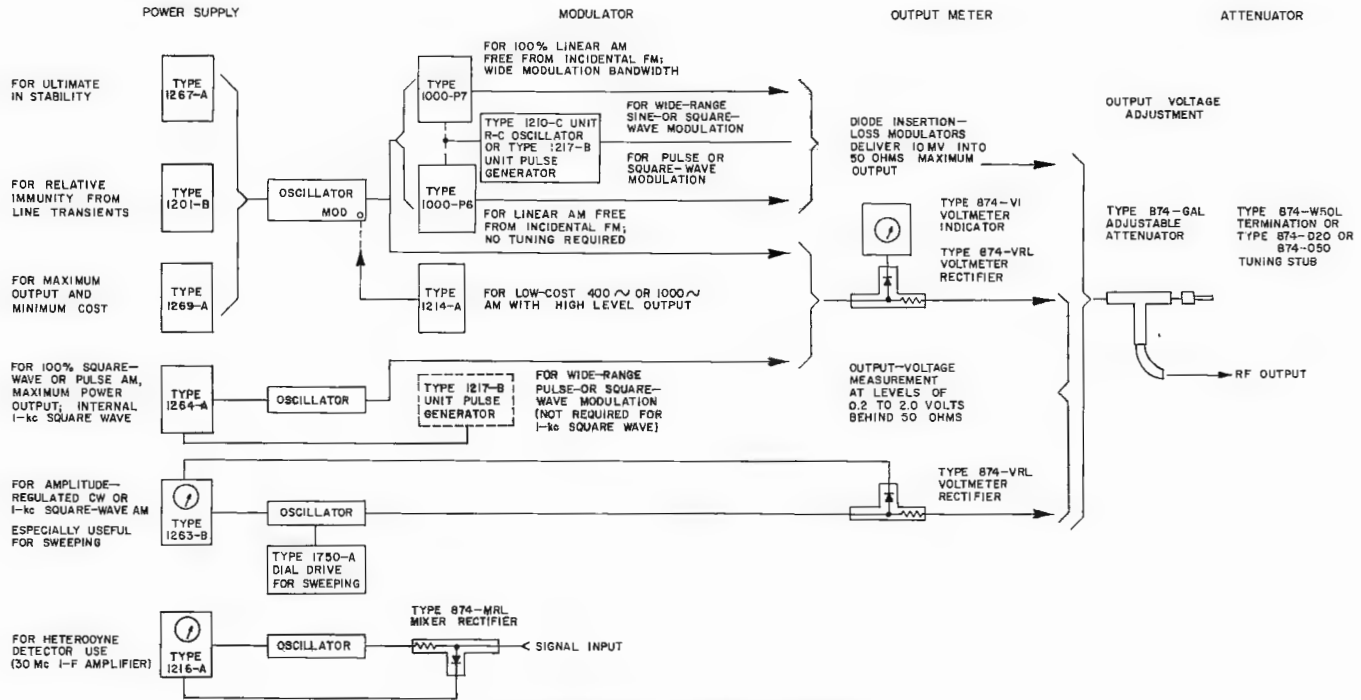 POWER SUPPLY
MODULATOR
OUTPUT METER
ATTENUATOR
FOR ULTIMATE
IN STABILITY
TYPE
1267-A
FOR RELATIVE
IMMUNITY FROM
LINE TRANSIENTS
TYPE
1201-B
FOR MAXIMUM
OUTPUT AND
MINIMUM COST
TYPE
1269-A
OSCILLATOR
MOD
TYPE
1000-P7
FOR 100% LINEAR AM
FREE FROM INCIDENTAL FM;
WIDE MODULATION BANDWIDTH
TYPE 1210-C UNIT
R-C OSCILLATOR
OR TYPE 1217-B
UNIT PULSE
GENERATOR
FOR WIDE-RANGE
SINE-OR SQUARE-
WAVE MODULATION
FOR PULSE OR
SQUARE-WAVE
MODULATION
TYPE
1000-P6
FOR LINEAR AM FREE
FROM INCIDENTAL FM;
NO TUNING REQUIRED
TYPE
1214-A
FOR LOW-COST 400 ~ OR 1000 ~
AM WITH HIGH LEVEL OUTPUT
DIODE INSERTION-
LOSS MODULATORS
DELIVER 10 MV INTO
50 OHMS MAXIMUM
OUTPUT
TYPE 874-VI
VOLTMETER
INDICATOR
TYPE 874-VRL
VOLTMETER
RECTIFIER
OUTPUT VOLTAGE
ADJUSTMENT
TYPE 874-GAL
ADJUSTABLE
ATTENUATOR
TYPE 874-W50L
TERMINATION OR
TYPE 874-D20 OR
874-D50
TUNING STUB
RF OUTPUT
FOR 100% SQUARE-
WAVE OR PULSE AM,
MAXIMUM POWER
OUTPUT; INTERNAL
1-kc SQUARE WAVE
TYPE
1264-A
OSCILLATOR
TYPE 1217-B
UNIT PULSE
GENERATOR
FOR WIDE-RANGE
PULSE-OR SQUARE-
WAVE MODULATION
(NOT REQUIRED FOR
1-kc SQUARE WAVE)
OUTPUT-VOLTAGE
MEASUREMENT
AT LEVELS OF
0.2 TO 2.0 VOLTS
BEHIND 50 OHMS
FOR AMPLITUDE-
REGULATED CW OR
1-kc SQUARE-WAVE AM
ESPECIALLY USEFUL
FOR SWEEPING
TYPE
1263-B
OSCILLATOR
TYPE 1750-A
DIAL DRIVE
FOR SWEEPING
TYPE 874-VRL
VOLTMETER
RECTIFIER
FOR HETERODYNE
DETECTOR USE
(30 Mc I-F AMPLIFIER)
TYPE
1216-A
OSCILLATOR
TYPE 874-MRL
MIXER RECTIFIER
SIGNAL INPUT